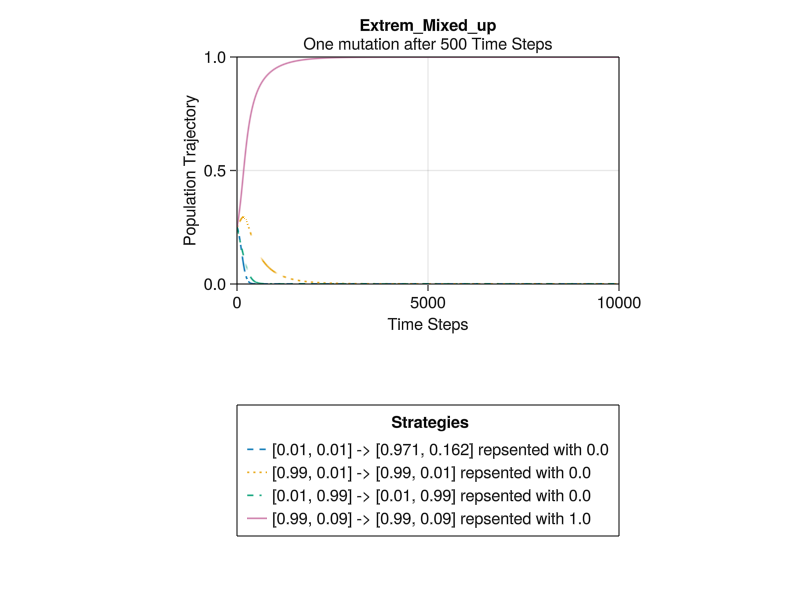 Extrem_Mixed_up
One mutation after 500 Time Steps
Population Trajectory
1.0
0.5
0.0
0 5000 10000
Time Steps
Strategies
[0.01, 0.01] -> [0.971, 0.162] repsented with 0.0
[0.99, 0.01] -> [0.99, 0.01] repsented with 0.0
[0.01, 0.99] -> [0.01, 0.99] repsented with 0.0
[0.99, 0.09] -> [0.99, 0.09] repsented with 1.0